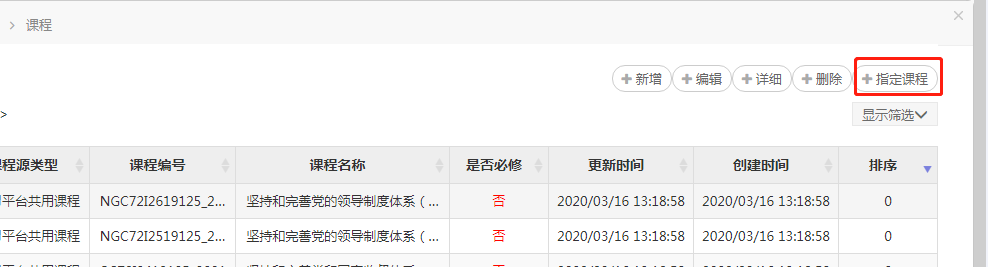 > 课程 ×
+ 新增 + 编辑 + 详细 + 删除 + 指定课程
> 显示筛选
课程源类型 课程编号 课程名称 是否必修 更新时间 创建时间 排序
平台共用课程 NGC72I2619125_2... 坚持和完善党的领导制度体系（... 否 2020/03/16 13:18:58 2020/03/16 13:18:58 0
平台共用课程 NGC72I2519125_2... 坚持和完善党的领导制度体系（... 否 2020/03/16 13:18:58 2020/03/16 13:18:58 0